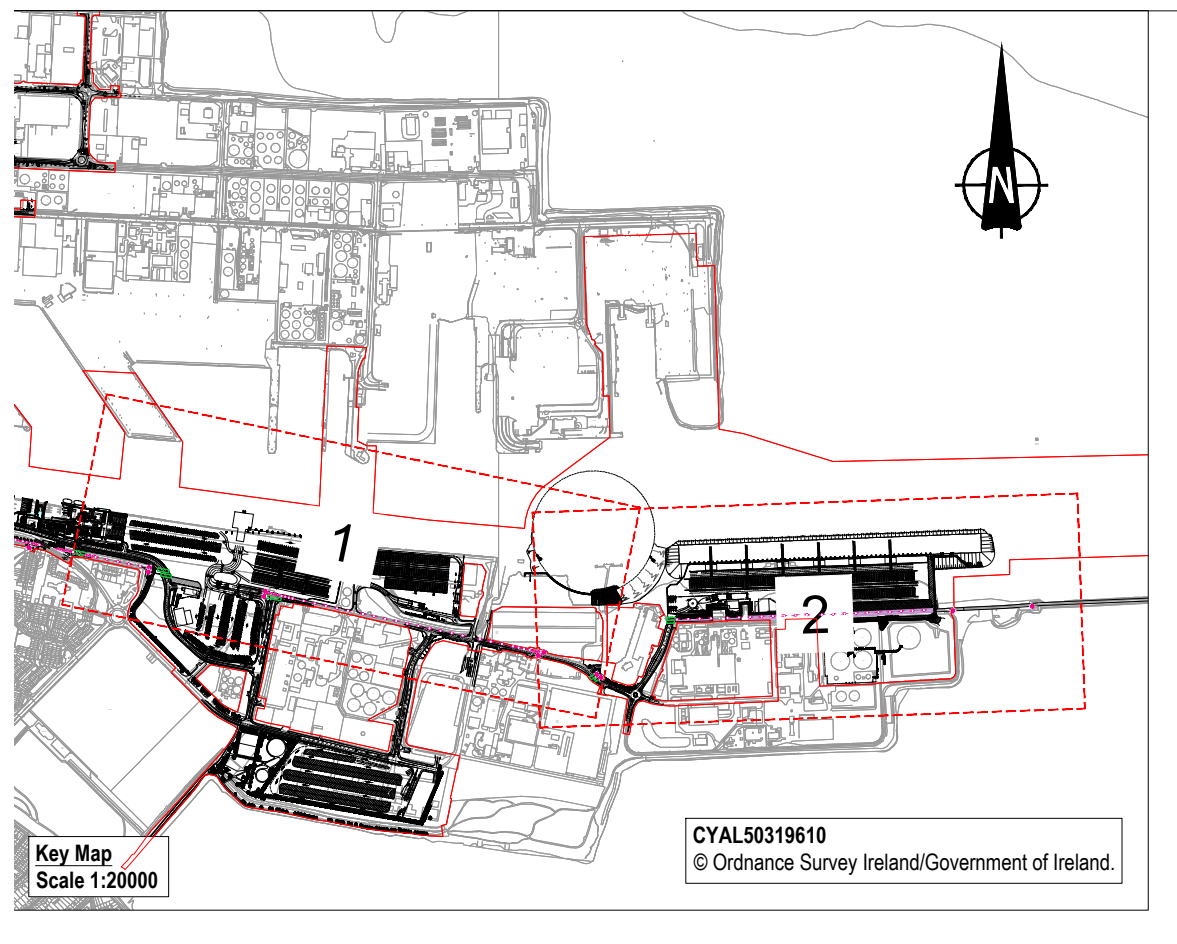 N
1
2
CYAL50319610
© Ordnance Survey Ireland/Government of Ireland.
Key Map
Scale 1:20000